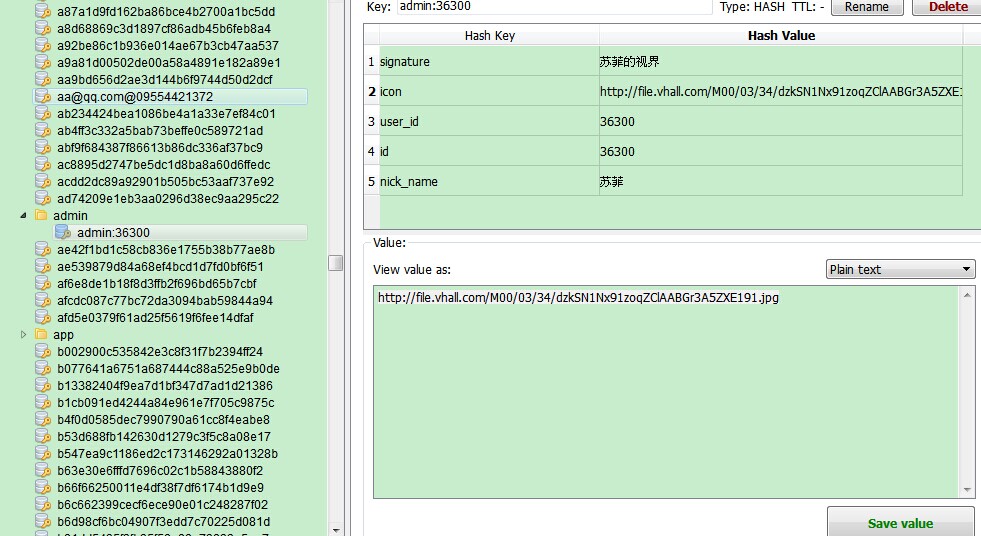 a87a1d9fd162ba86bce4b2700a1bc5dd
a8d68869c3d1897cf86adb45b6feb8a4
a92be86c1b936e014ae67b3cb47aa537
a9a81d00502de00a58a4891e182a89e1
aa9bd656d2ae3d144b6f9744d50d2dcf
aa@qq.com@09554421372
ab234424bea1086be4a1a33e7ef84c01
ab4ff3c332a5bab73beffe0c589721ad
abf9f684387f86613b86dc336af37bc9
ac8895d2747be5dc1d8ba8a60d6ffedc
acdd2dc89a92901b505bc53aaf737e92
ad74209e1eb3aa0296d38ec9aa295c22
admin
admin:36300
ae42f1bd1c58cb836e1755b38b77ae8b
ae539879d84a68ef4bcd1d7fd0bf6f51
af6e8de1b18f8d3ffb2f696bd65b7cbf
afcdc087c77bc72da3094bab59844a94
afd5e0379f61ad25f5619f6fee14dfaf
app
b002900c535842e3c8f31f7b2394ff24
b077641a6751a687444c88a525e9b0de
b13382404f9ea7d1bf347d7ad1d21386
b1cb091ed4244a84e961e7f705c9875c
b4f0d0585dec7990790a61cc8f4eabe8
b53d688fb142630d1279c3f5c8a08e17
b547ea9c1186ed2c173146292a01328b
b63e30e6fffd7696c02c1b58843880f2
b66f66250011e4df38f7df6174b1d9e9
b6c662399cecf6ece90e01c248287f02
b6d98cf6bc04907f3edd7c70225d081d
Key: admin:36300 Type: HASH TTL: - Rename Delete
Hash Key Hash Value
1 signature 苏菲的视界
2 icon http://file.vhall.com/M00/03/34/dzkSN1Nx91zoqZClAABGr3A5ZXE1
3 user_id 36300
4 id 36300
5 nick_name 苏菲
Value:
View value as: Plain text
http://file.vhall.com/M00/03/34/dzkSN1Nx91zoqZClAABGr3A5ZXE191.jpg
Save value